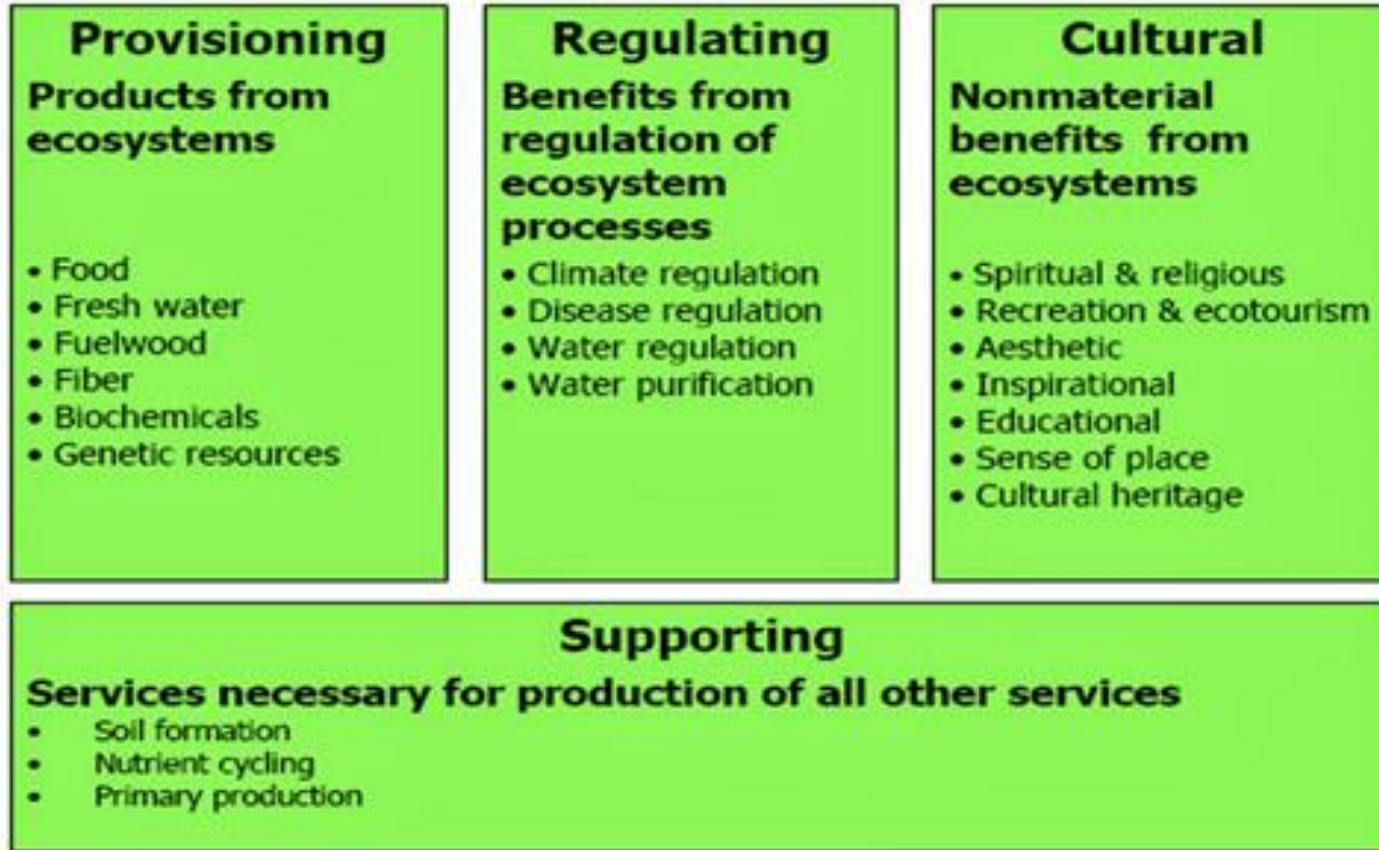 Provisioning
Products from
ecosystems
• Food
• Fresh water
• Fuelwood
• Fiber
• Biochemicals
• Genetic resources
Regulating
Benefits from
regulation of
ecosystem
processes
• Climate regulation
• Disease regulation
• Water regulation
• Water purification
Cultural
Nonmaterial
benefits from
ecosystems
• Spiritual & religious
• Recreation & ecotourism
• Aesthetic
• Inspirational
• Educational
• Sense of place
• Cultural heritage
Supporting
Services necessary for production of all other services
• Soil formation
• Nutrient cycling
• Primary production